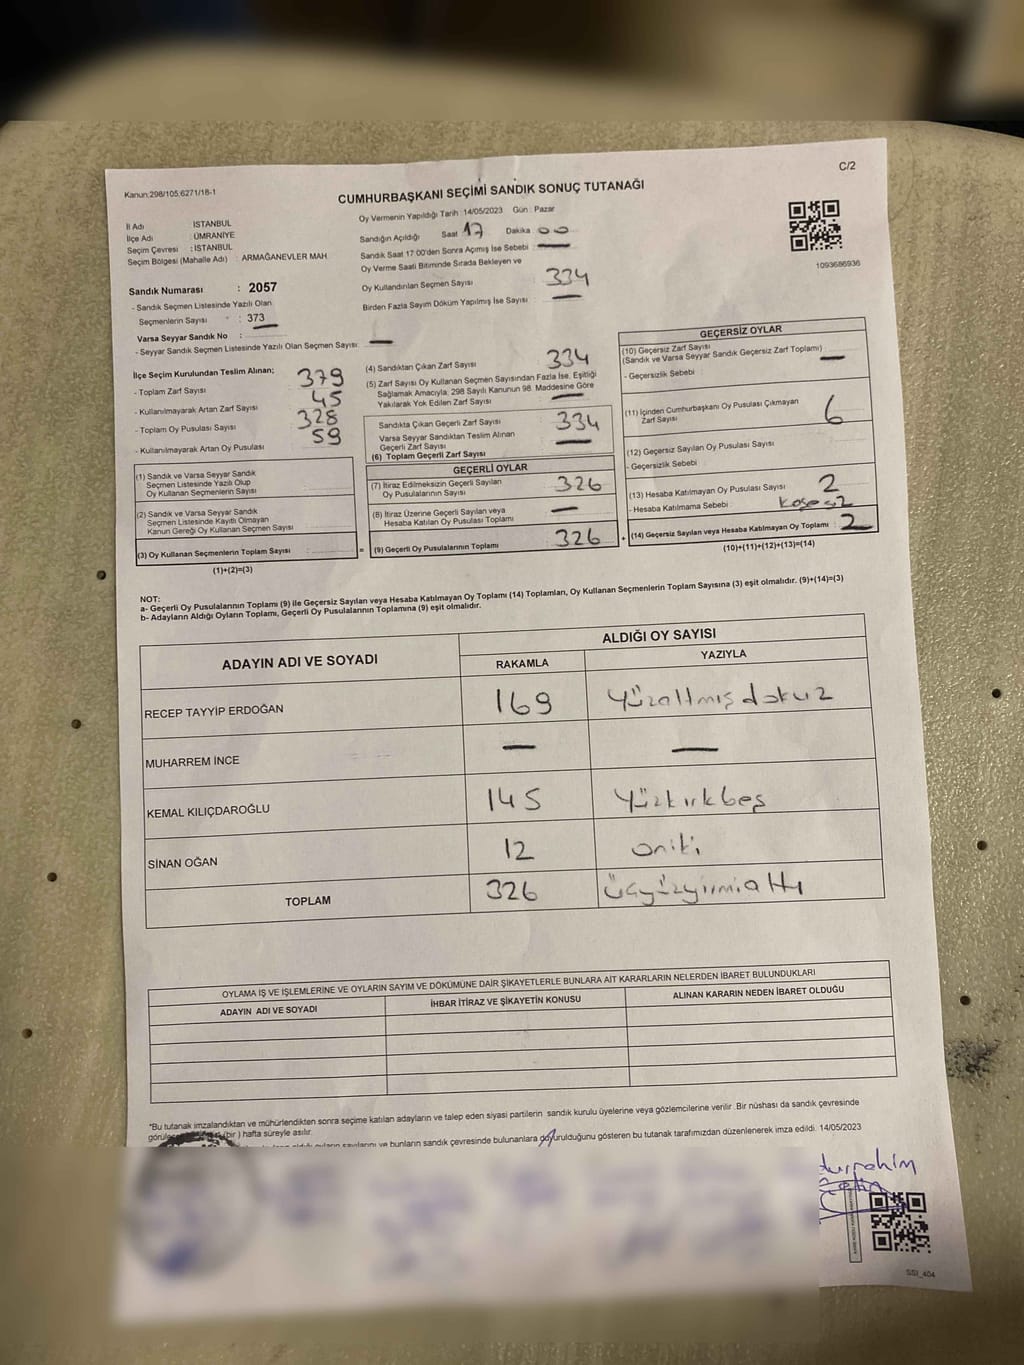 C/2
Kanun:298/105;6271/18-1
CUMHURBAŞKANI SEÇİMİ SANDIK SONUÇ TUTANAĞI
İl Adı : İSTANBUL
İlçe Adı : ÜMRANİYE
Seçim Çevresi : İSTANBUL
Seçim Bölgesi (Mahalle Adı) : ARMAĞANEVLER MAH.
Sandık Numarası : 2057
- Sandık Seçmen Listesinde Yazılı Olan
Seçmenlerin Sayısı : 373
Varsa Seyyar Sandık No :
- Seyyar Sandık Seçmen Listesinde Yazılı Olan Seçmen Sayısı: —
Oy Vermenin Yapıldığı Tarih :14/05/2023 Gün : Pazar
Sandığın Açıldığı Saat 17 Dakika 00
Sandık Saat 17:00'den Sonra Açımış İse Sebebi : —
Oy Verme Saati Bitiminde Sırada Bekleyen ve
Oy Kullandırılan Seçmen Sayısı : 334
Birden Fazla Sayım Döküm Yapılmış İse Sayısı : —
1093686936
İlçe Seçim Kurulundan Teslim Alınan;
- Toplam Zarf Sayısı 379
- Kullanılmayarak Artan Zarf Sayısı 45
- Toplam Oy Pusulası Sayısı 328
- Kullanılmayarak Artan Oy Pusulası 59
(1) Sandık ve Varsa Seyyar Sandık
Seçmen Listesinde Yazılı Olup
Oy Kullanan Seçmenlerin Sayısı
(2) Sandık ve Varsa Seyyar Sandık
Seçmen Listesinde Kayıtlı Olmayan
Kanun Gereği Oy Kullanan Seçmen Sayısı
(3) Oy Kullanan Seçmenlerin Toplam Sayısı
(1)+(2)=(3)
(4) Sandıktan Çıkan Zarf Sayısı 334
(5) Zarf Sayısı Oy Kullanan Seçmen Sayısından Fazla İse, Eşitliği
Sağlamak Amacıyla; 298 Sayılı Kanunun 98. Maddesine Göre
Yakılarak Yok Edilen Zarf Sayısı —
Sandıkta Çıkan Geçerli Zarf Sayısı 334
Varsa Seyyar Sandıktan Teslim Alınan
Geçerli Zarf Sayısı —
(6) Toplam Geçerli Zarf Sayısı
GEÇERLİ OYLAR
(7) İtiraz Edilmeksizin Geçerli Sayılan
Oy Pusulalarının Sayısı 326
(8) İtiraz Üzerine Geçerli Sayılan veya
Hesaba Katılan Oy Pusulası Toplamı —
= (9) Geçerli Oy Pusulalarının Toplamı 326 +
GEÇERSİZ OYLAR
(10) Geçersiz Zarf Sayısı
(Sandık ve Varsa Seyyar Sandık Geçersiz Zarf Toplamı) —
- Geçersizlik Sebebi :
(11) İçinden Cumhurbaşkanı Oy Pusulası Çıkmayan
Zarf Sayısı 6
(12) Geçersiz Sayılan Oy Pusulası Sayısı
- Geçersizlik Sebebi :
(13) Hesaba Katılmayan Oy Pusulası Sayısı 2
- Hesaba Katılmama Sebebi :
(14) Geçersiz Sayılan veya Hesaba Katılmayan Oy Toplamı : 2
(10)+(11)+(12)+(13)=(14)
NOT:
a- Geçerli Oy Pusulalarının Toplamı (9) ile Geçersiz Sayılan veya Hesaba Katılmayan Oy Toplamı (14) Toplamları, Oy Kullanan Seçmenlerin Toplam Sayısına (3) eşit olmalıdır. (9)+(14)=(3)
b- Adayların Aldığı Oyların Toplamı, Geçerli Oy Pusulalarının Toplamına (9) eşit olmalıdır.
ADAYIN ADI VE SOYADI
ALDIĞI OY SAYISI
RAKAMLA YAZIYLA
RECEP TAYYİP ERDOĞAN 169 yüzaltmışdokuz
MUHARREM İNCE — —
KEMAL KILIÇDAROĞLU 145 yüzkırkbeş
SİNAN OĞAN 12 oniki
TOPLAM 326 üçyüzyirmialtı
OYLAMA İŞ VE İŞLEMLERİNE VE OYLARIN SAYIM VE DÖKÜMÜNE DAİR ŞİKAYETLERLE BUNLARA AİT KARARLARIN NELERDEN İBARET BULUNDUKLARI
ADAYIN ADI VE SOYADI İHBAR İTİRAZ VE ŞİKAYETİN KONUSU ALINAN KARARIN NEDEN İBARET OLDUĞU
*Bu tutanak imzalandıktan ve mühürlendikten sonra seçime katılan adayların ve talep eden siyasi partilerin sandık kurulu üyelerine veya gözlemcilerine verilir .Bir nüshası da sandık çevresinde
(bir ) hafta süreyle asılır.
sayılarını ve bunların sandık çevresinde bulunanlara duyurulduğunu gösteren bu tutanak tarafımızdan düzenlenerek imza edildi. 14/05/2023
SSI_404